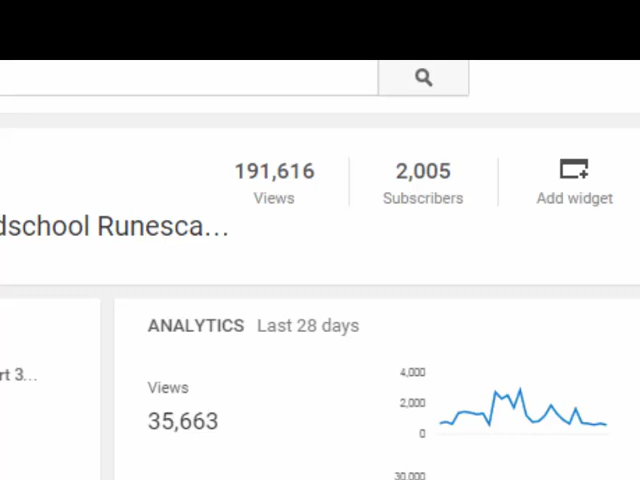 191,616 2,005
Views Subscribers Add widget
dschool Runesca...
ANALYTICS Last 28 days
rt 3...
4,000
Views
2,000
35,663
0
30,000